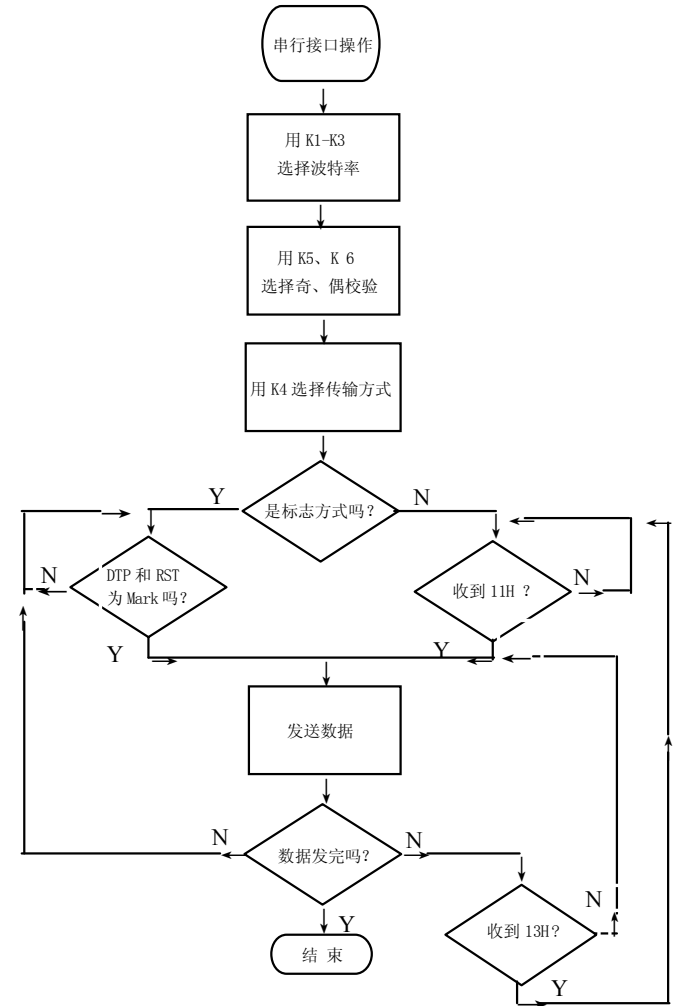 串行接口操作
用 K1-K3
选择波特率
用 K5、K 6
选择奇、偶校验
用 K4 选择传输方式
是标志方式吗?
Y
N
DTP 和 RST
为 Mark 吗?
N
收到 11H ?
N
Y
Y
发送数据
数据发完吗?
N
N
收到 13H?
N
Y
Y
结 束